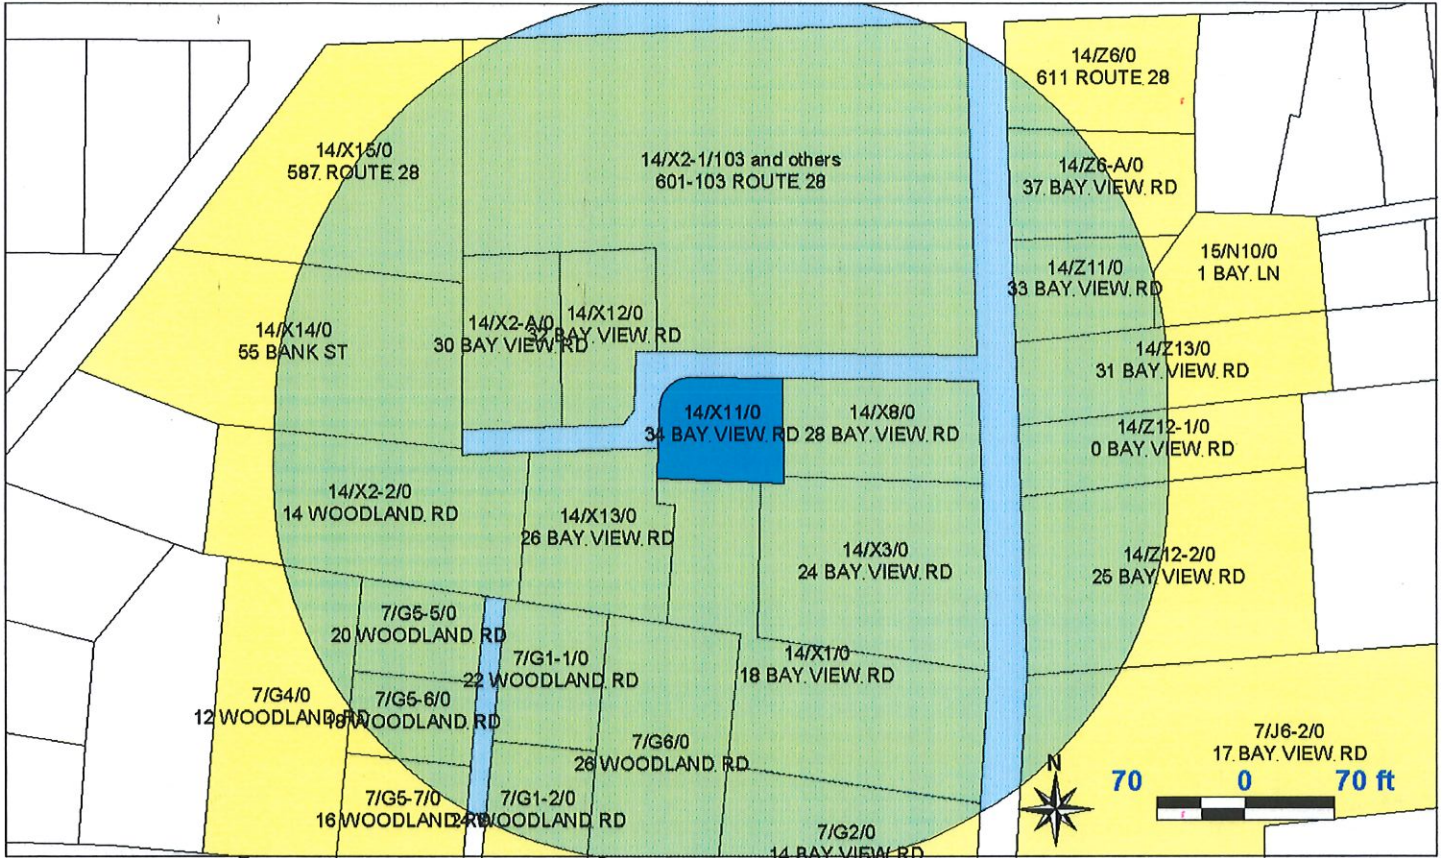 14/Z6/0
611 ROUTE 28
14/X15/0
587 ROUTE 28
14/X2-1/103 and others
601-103 ROUTE 28
14/Z6-A/0
37 BAY VIEW RD
15/N10/0
1 BAY LN
14/Z11/0
33 BAY VIEW RD
14/X14/0
55 BANK ST
14/X2-A/0
30 BAY VIEW RD
14/X12/0
32 BAY VIEW RD
14/Z13/0
31 BAY VIEW RD
14/X11/0
34 BAY VIEW RD
14/X8/0
28 BAY VIEW RD
14/Z12-1/0
0 BAY VIEW RD
14/X2-2/0
14 WOODLAND RD
14/X13/0
26 BAY VIEW RD
14/X3/0
24 BAY VIEW RD
14/Z12-2/0
25 BAY VIEW RD
7/G5-5/0
20 WOODLAND RD
7/G1-1/0
22 WOODLAND RD
14/X1/0
18 BAY VIEW RD
7/G4/0
12 WOODLAND RD
7/G5-6/0
18 WOODLAND RD
7/G6/0
26 WOODLAND RD
7/J6-2/0
17 BAY VIEW RD
N
70 0 70 ft
7/G5-7/0
16 WOODLAND RD
7/G1-2/0
24 WOODLAND RD
7/G2/0
14 BAY VIEW RD